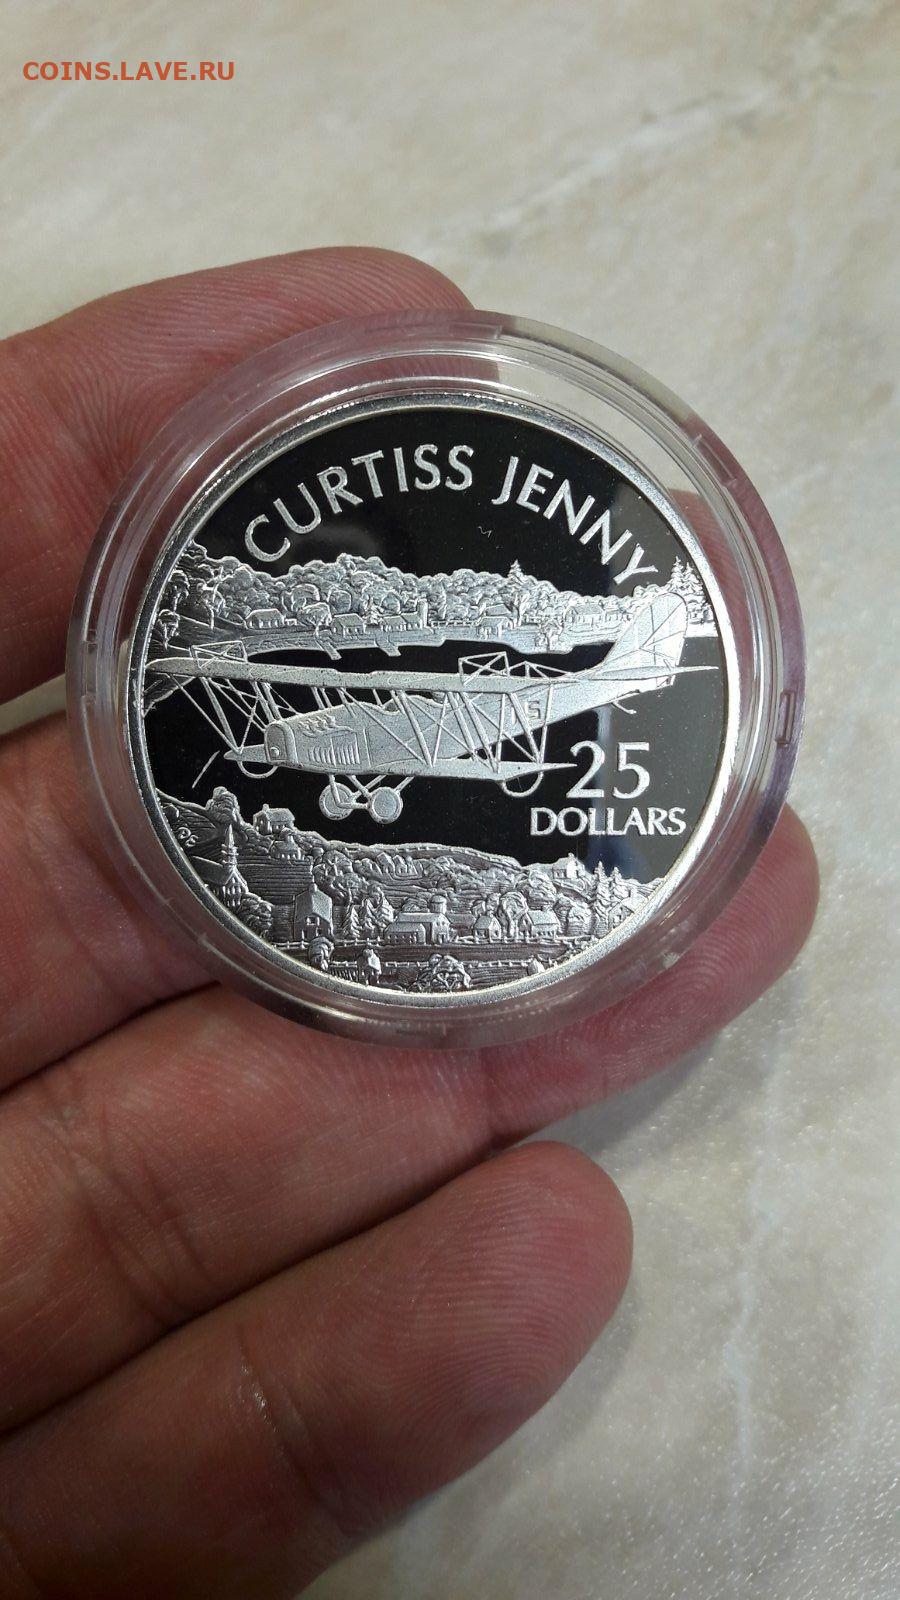 COINS.LAVE.RU
CURTISS JENNY
25
DOLLARS